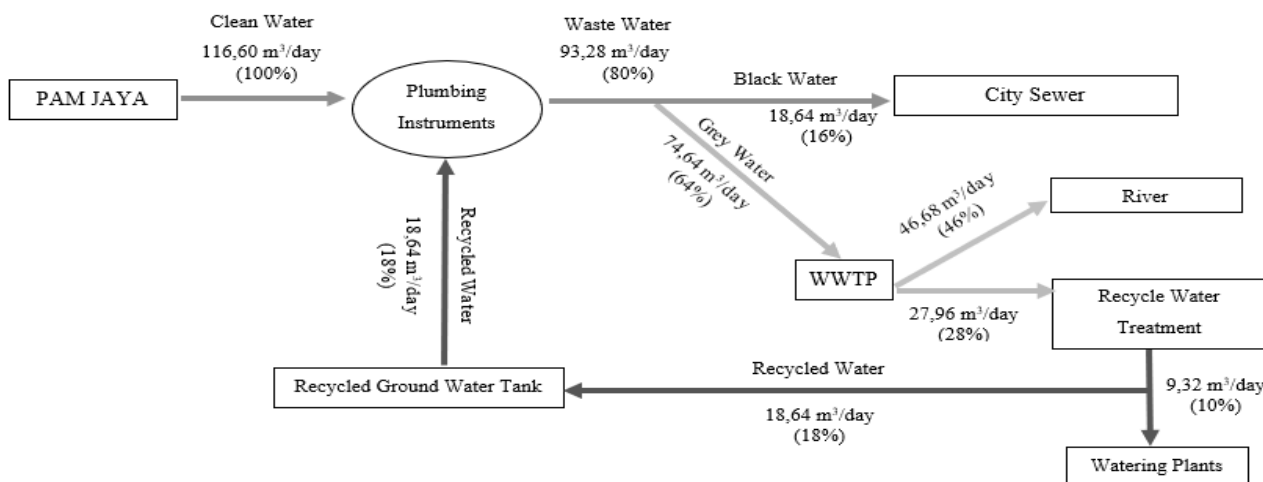 Clean Water
116,60 m³/day
(100%)
Waste Water
93,28 m³/day
(80%)
PAM JAYA
Plumbing
Instruments
Black Water
18,64 m³/day
(16%)
City Sewer
Grey Water
74,64 m³/day
(64%)
46,68 m³/day
(46%)
River
WWTP
27,96 m³/day
(28%)
Recycle Water
Treatment
Recycled Water
18,64 m³/day
(18%)
Recycled Ground Water Tank
Recycled Water
18,64 m³/day
(18%)
9,32 m³/day
(10%)
Watering Plants